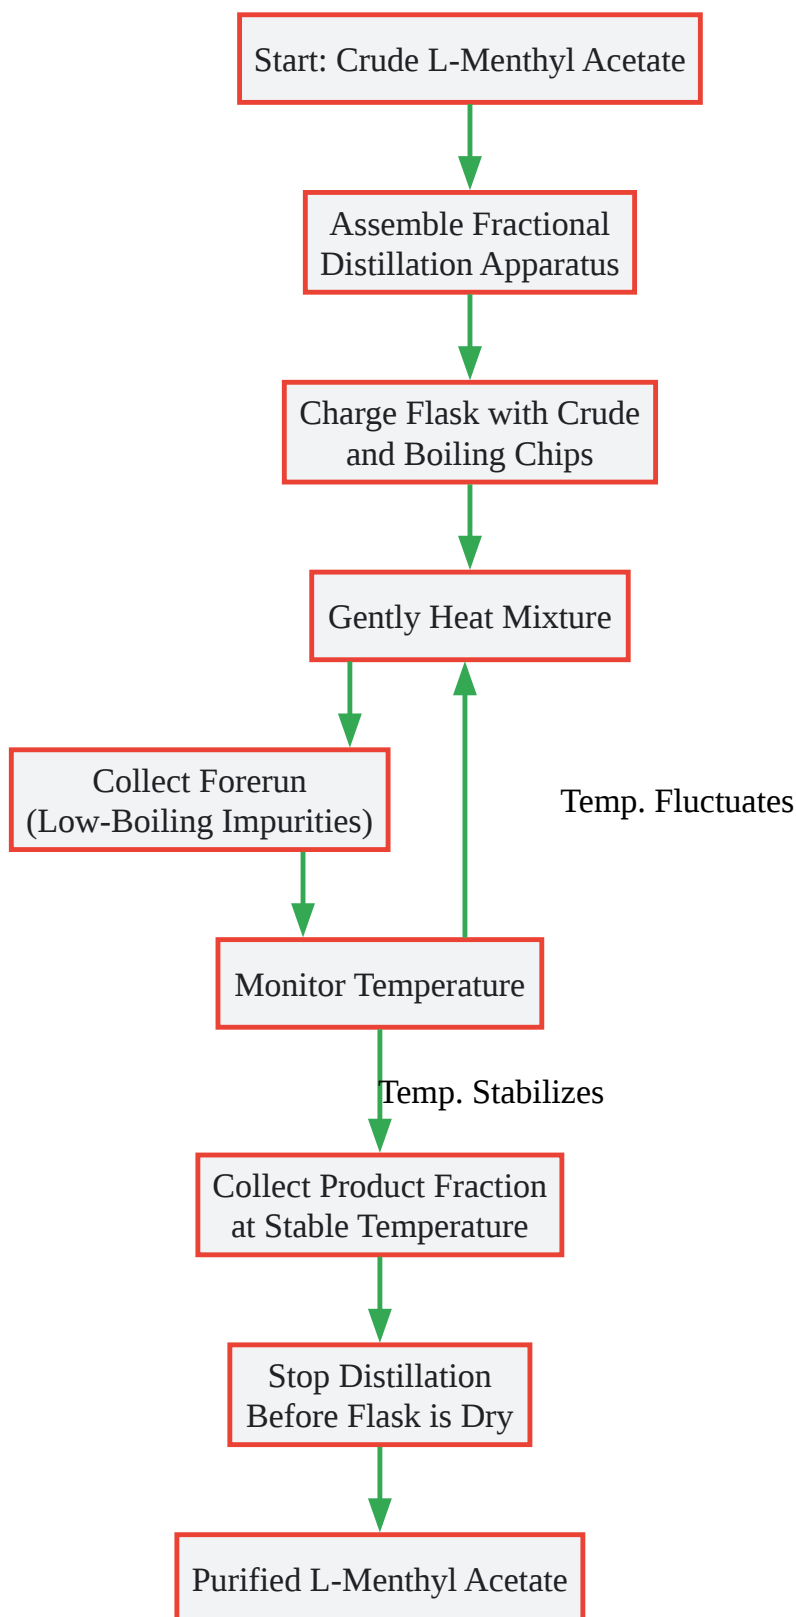 Start: Crude L-Menthyl Acetate
Assemble Fractional
Distillation Apparatus
Charge Flask with Crude
and Boiling Chips
Gently Heat Mixture
Collect Forerun
(Low-Boiling Impurities)
Temp. Fluctuates
Monitor Temperature
Temp. Stabilizes
Collect Product Fraction
at Stable Temperature
Stop Distillation
Before Flask is Dry
Purified L-Menthyl Acetate